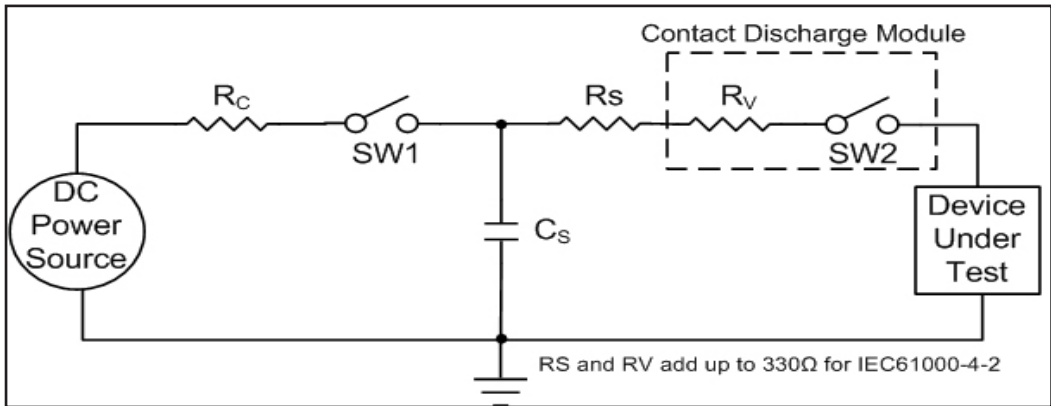 Contact Discharge Module
RC
SW1
Rs
RV
SW2
DC
Power
Source
CS
Device
Under
Test
RS and RV add up to 330Ω for IEC61000-4-2